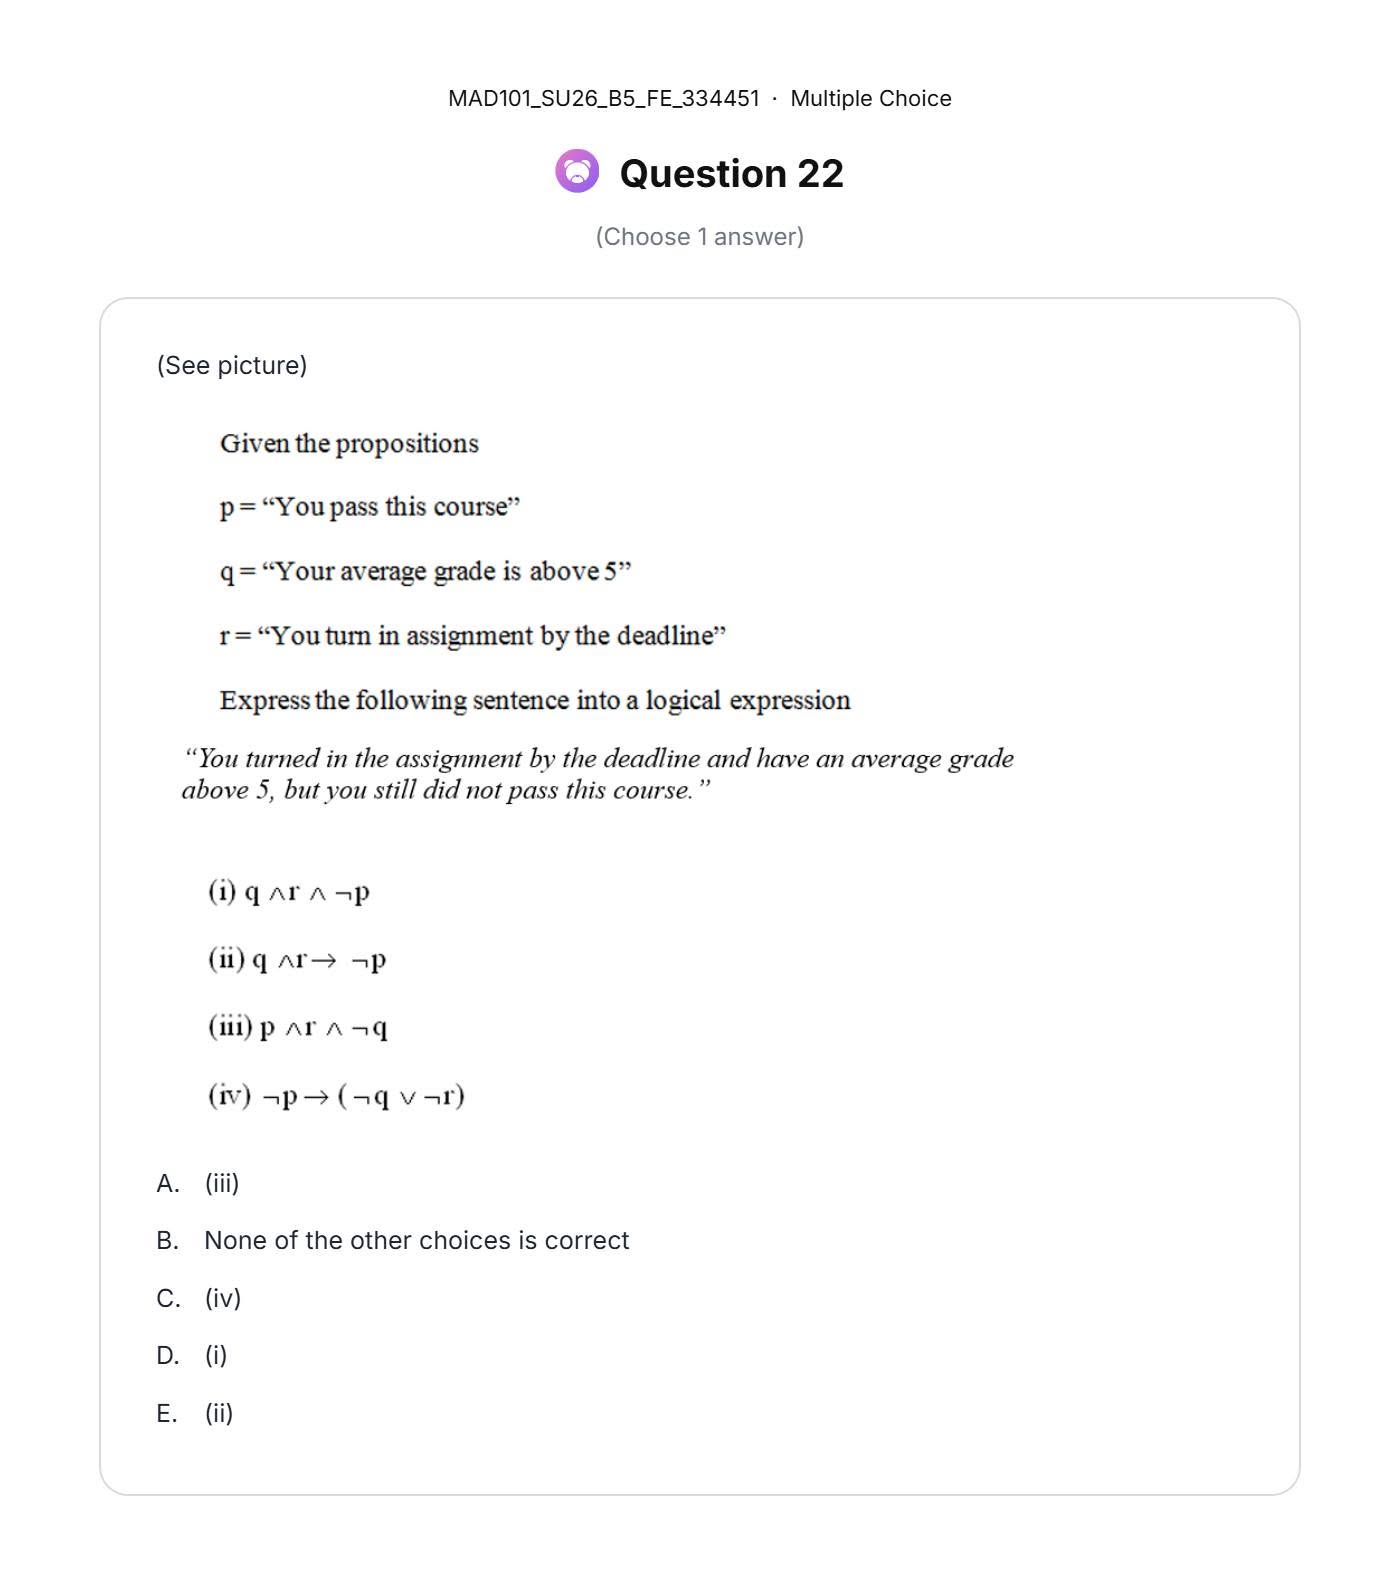 MAD101_SU26_B5_FE_334451 · Multiple Choice
Question 22
(Choose 1 answer)
(See picture)
Given the propositions
p = “You pass this course”
q = “Your average grade is above 5”
r = “You turn in assignment by the deadline”
Express the following sentence into a logical expression
“You turned in the assignment by the deadline and have an average grade
above 5, but you still did not pass this course.”
(i) q ∧r ∧ ¬p
(ii) q ∧r→ ¬p
(iii) p ∧r ∧ ¬q
(iv) ¬p→ (¬q ∨ ¬r)
A. (iii)
B. None of the other choices is correct
C. (iv)
D. (i)
E. (ii)